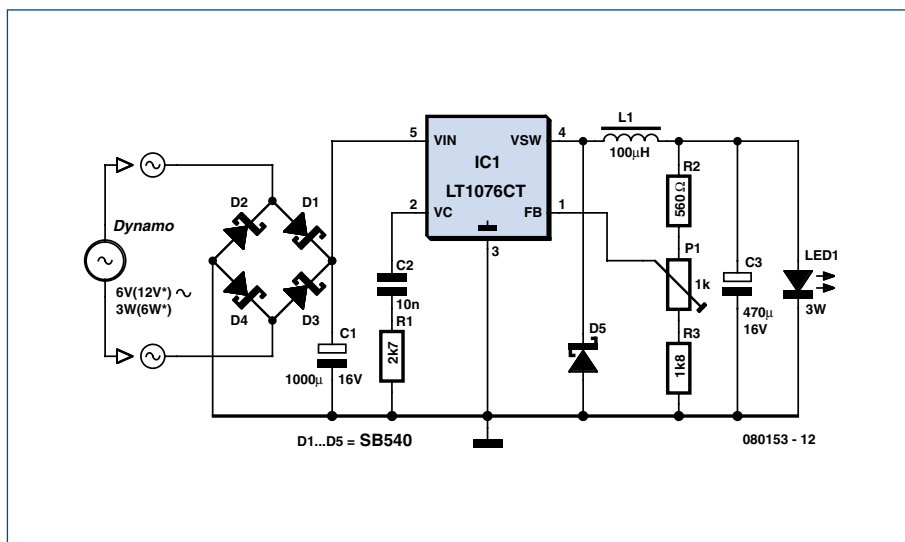 Dynamo
6V(12V*)
3W(6W*)
D2
D1
D4
D3
C1
1000μ
16V
C2
10n
R1
2k7
5
VIN
VSW
4
IC1
LT1076CT
2
VC
FB
1
3
L1
100μH
R2
560 Ω
P1
1k
R3
1k8
D5
C3
470μ
16V
LED1
3W
D1...D5 = SB540
080153 - 12